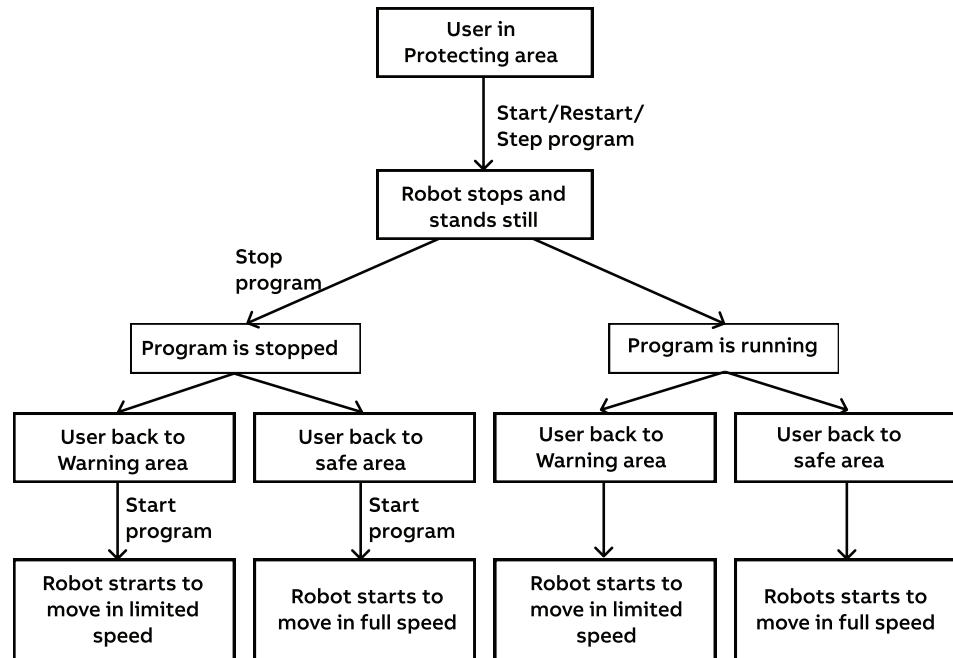 User in
Protecting area
Start/Restart/
Step program
Robot stops and
stands still
Stop
program
Program is stopped
Program is running
User back to
Warning area
User back to
safe area
User back to
Warning area
User back to
safe area
Start
program
Start
program
Robot strarts to
move in limited
speed
Robot starts to
move in full speed
Robot starts to
move in limited
speed
Robots starts to
move in full speed